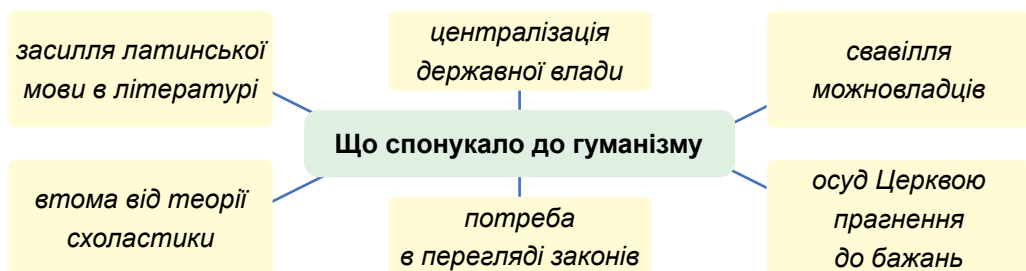 засилля латинської
мови в літературі
централізація
державної влади
свавілля
можновладців
Що спонукало до гуманізму
втома від теорії
схоластики
потреба
в перегляді законів
осуд Церквою
прагнення
до бажань